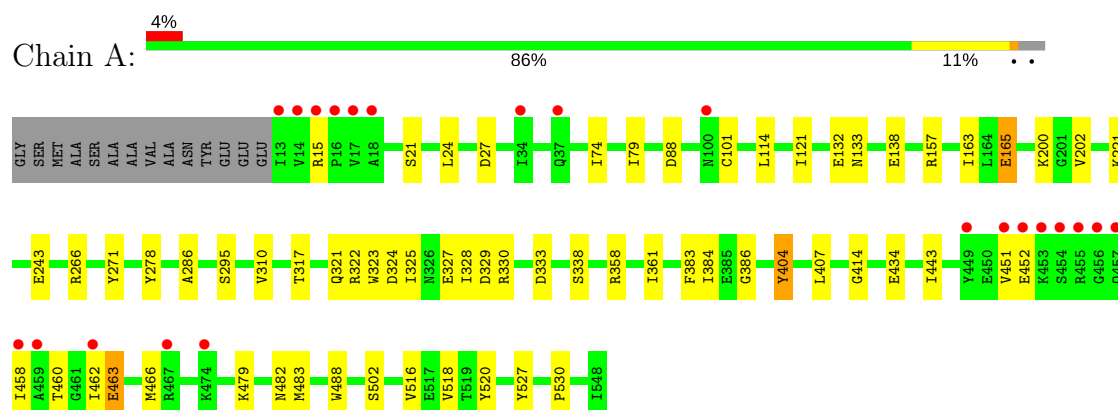 4%
Chain A:
86% 11% • •
GLY SER MET ALA SER ALA ALA VAL ALA ASN TYR GLU GLU GLU I13 V14 R15 P16 V17 A18 S21 L24 D27 I34 Q37 I74 I79 D88 N100 C101 L114 I121 E132 N133 E138 R157 I163 L164 E165 K200 G201 V202
E243 R266 Y271 Y278 A286 S295 V310 T317 Q321 R322 W323 D324 I325 N326 E327 I328 D329 R330 D333 S338 R358 I361 F383 I384 E385 G386 Y404 L407 G414 E434 I443 Y449 E450 V451 E452 K453 S454 R455 G456
I458 A459 T460 G461 I462 E463 M466 R467 K474 K479 N482 M483 W488 S502 V516 E517 V518 T519 Y520 Y527 P530 I548